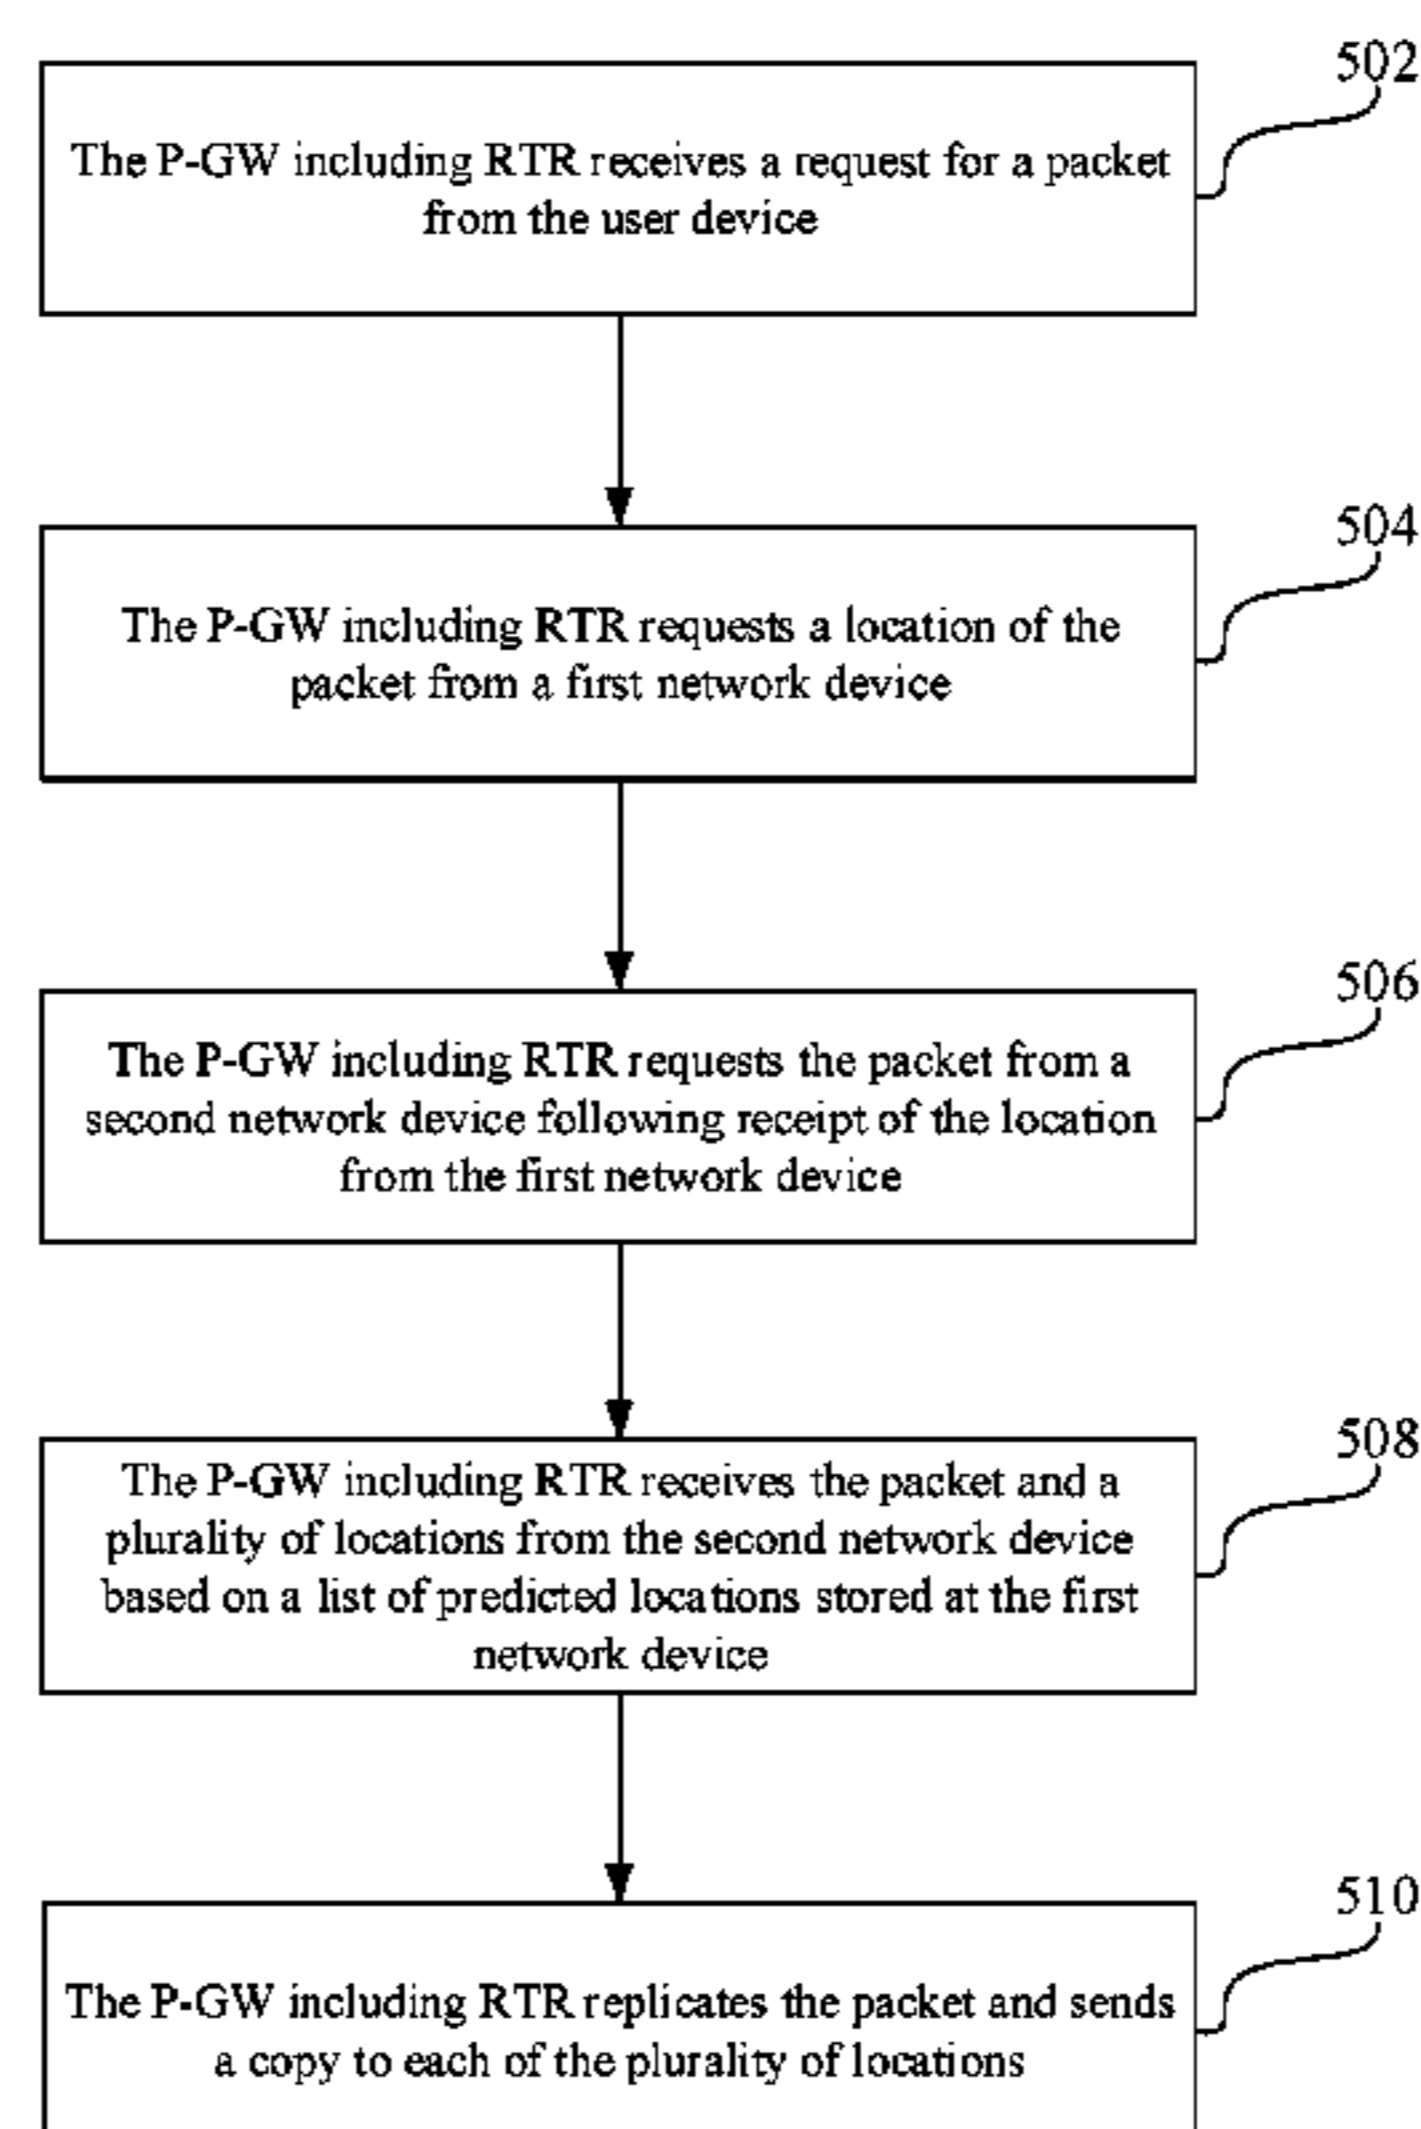 502
The P-GW including RTR receives a request for a packet
from the user device
504
The P-GW including RTR requests a location of the
packet from a first network device
506
The P-GW including RTR requests the packet from a
second network device following receipt of the location
from the first network device
508
The P-GW including RTR receives the packet and a
plurality of locations from the second network device
based on a list of predicted locations stored at the first
network device
510
The P-GW including RTR replicates the packet and sends
a copy to each of the plurality of locations